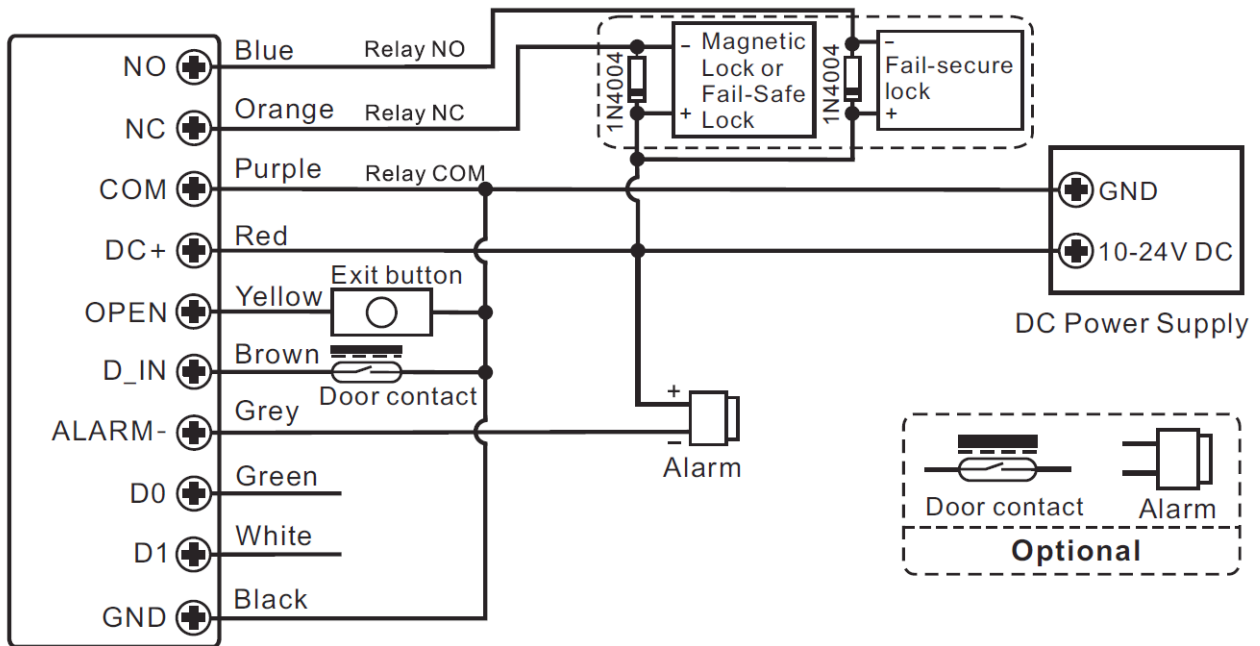 NO Blue Relay NO
NC Orange Relay NC
COM Purple Relay COM
DC+ Red
OPEN Yellow Exit button
D_IN Brown Door contact
ALARM- Grey
D0 Green
D1 White
GND Black
1N4004
- Magnetic
Lock or
Fail-Safe
+ Lock
1N4004
-
Fail-secure
lock
+
GND
10-24V DC
DC Power Supply
+
-
Alarm
Door contact Alarm
Optional